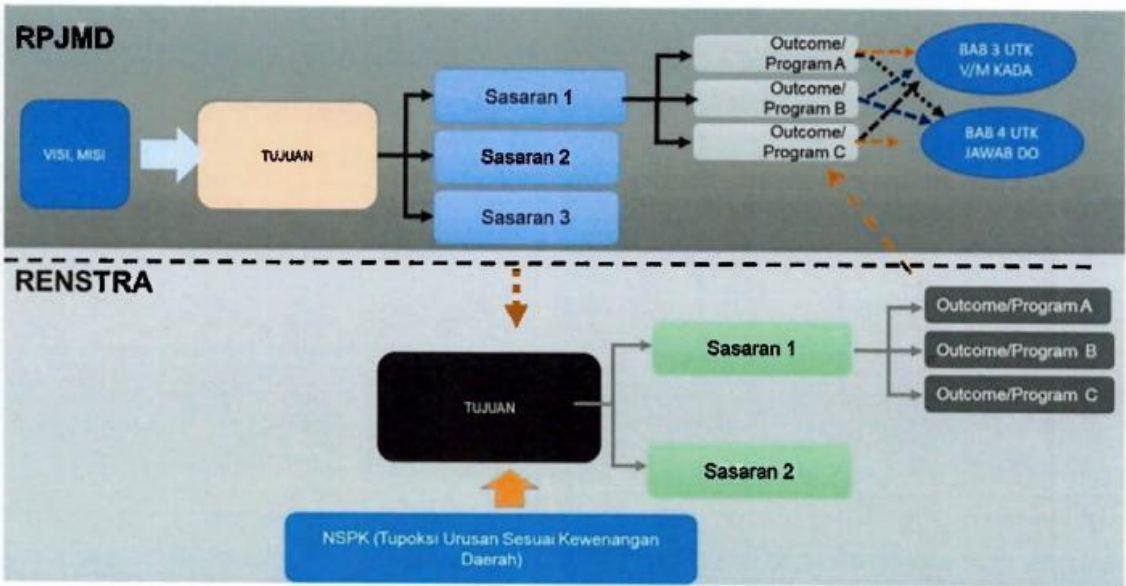 RPJMD
VISI, MISI
TUJUAN
Sasaran 1
Sasaran 2
Sasaran 3
Outcome/
Program A
Outcome/
Program B
Outcome/
Program C
BAB 3 UTK
V/M KADA
BAB 4 UTK
JAWAB DO
RENSTRA
TUJUAN
Sasaran 1
Sasaran 2
Outcome/Program A
Outcome/Program B
Outcome/Program C
NSPK (Tupoksi Urusan Sesuai Kewenangan
Daerah)